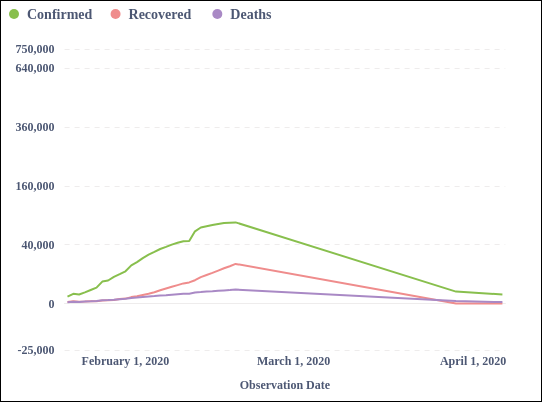 Confirmed Recovered Deaths
750,000
640,000
360,000
160,000
40,000
0
-25,000
February 1, 2020 March 1, 2020 April 1, 2020
Observation Date